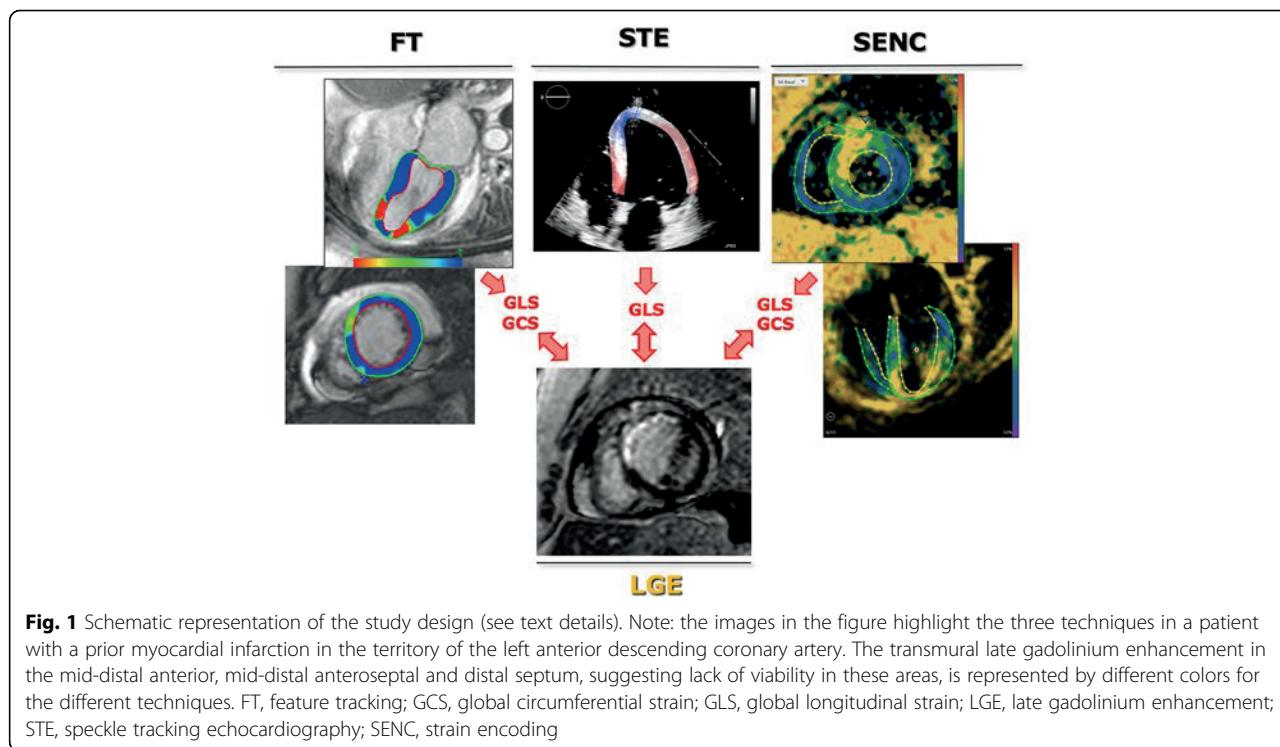 FT
STE
SENC
GLS
GCS
GLS
GLS
GCS
LGE
Fig. 1 Schematic representation of the study design (see text details). Note: the images in the figure highlight the three techniques in a patient
with a prior myocardial infarction in the territory of the left anterior descending coronary artery. The transmural late gadolinium enhancement in
the mid-distal anterior, mid-distal anteroseptal and distal septum, suggesting lack of viability in these areas, is represented by different colors for
the different techniques. FT, feature tracking; GCS, global circumferential strain; GLS, global longitudinal strain; LGE, late gadolinium enhancement;
STE, speckle tracking echocardiography; SENC, strain encoding